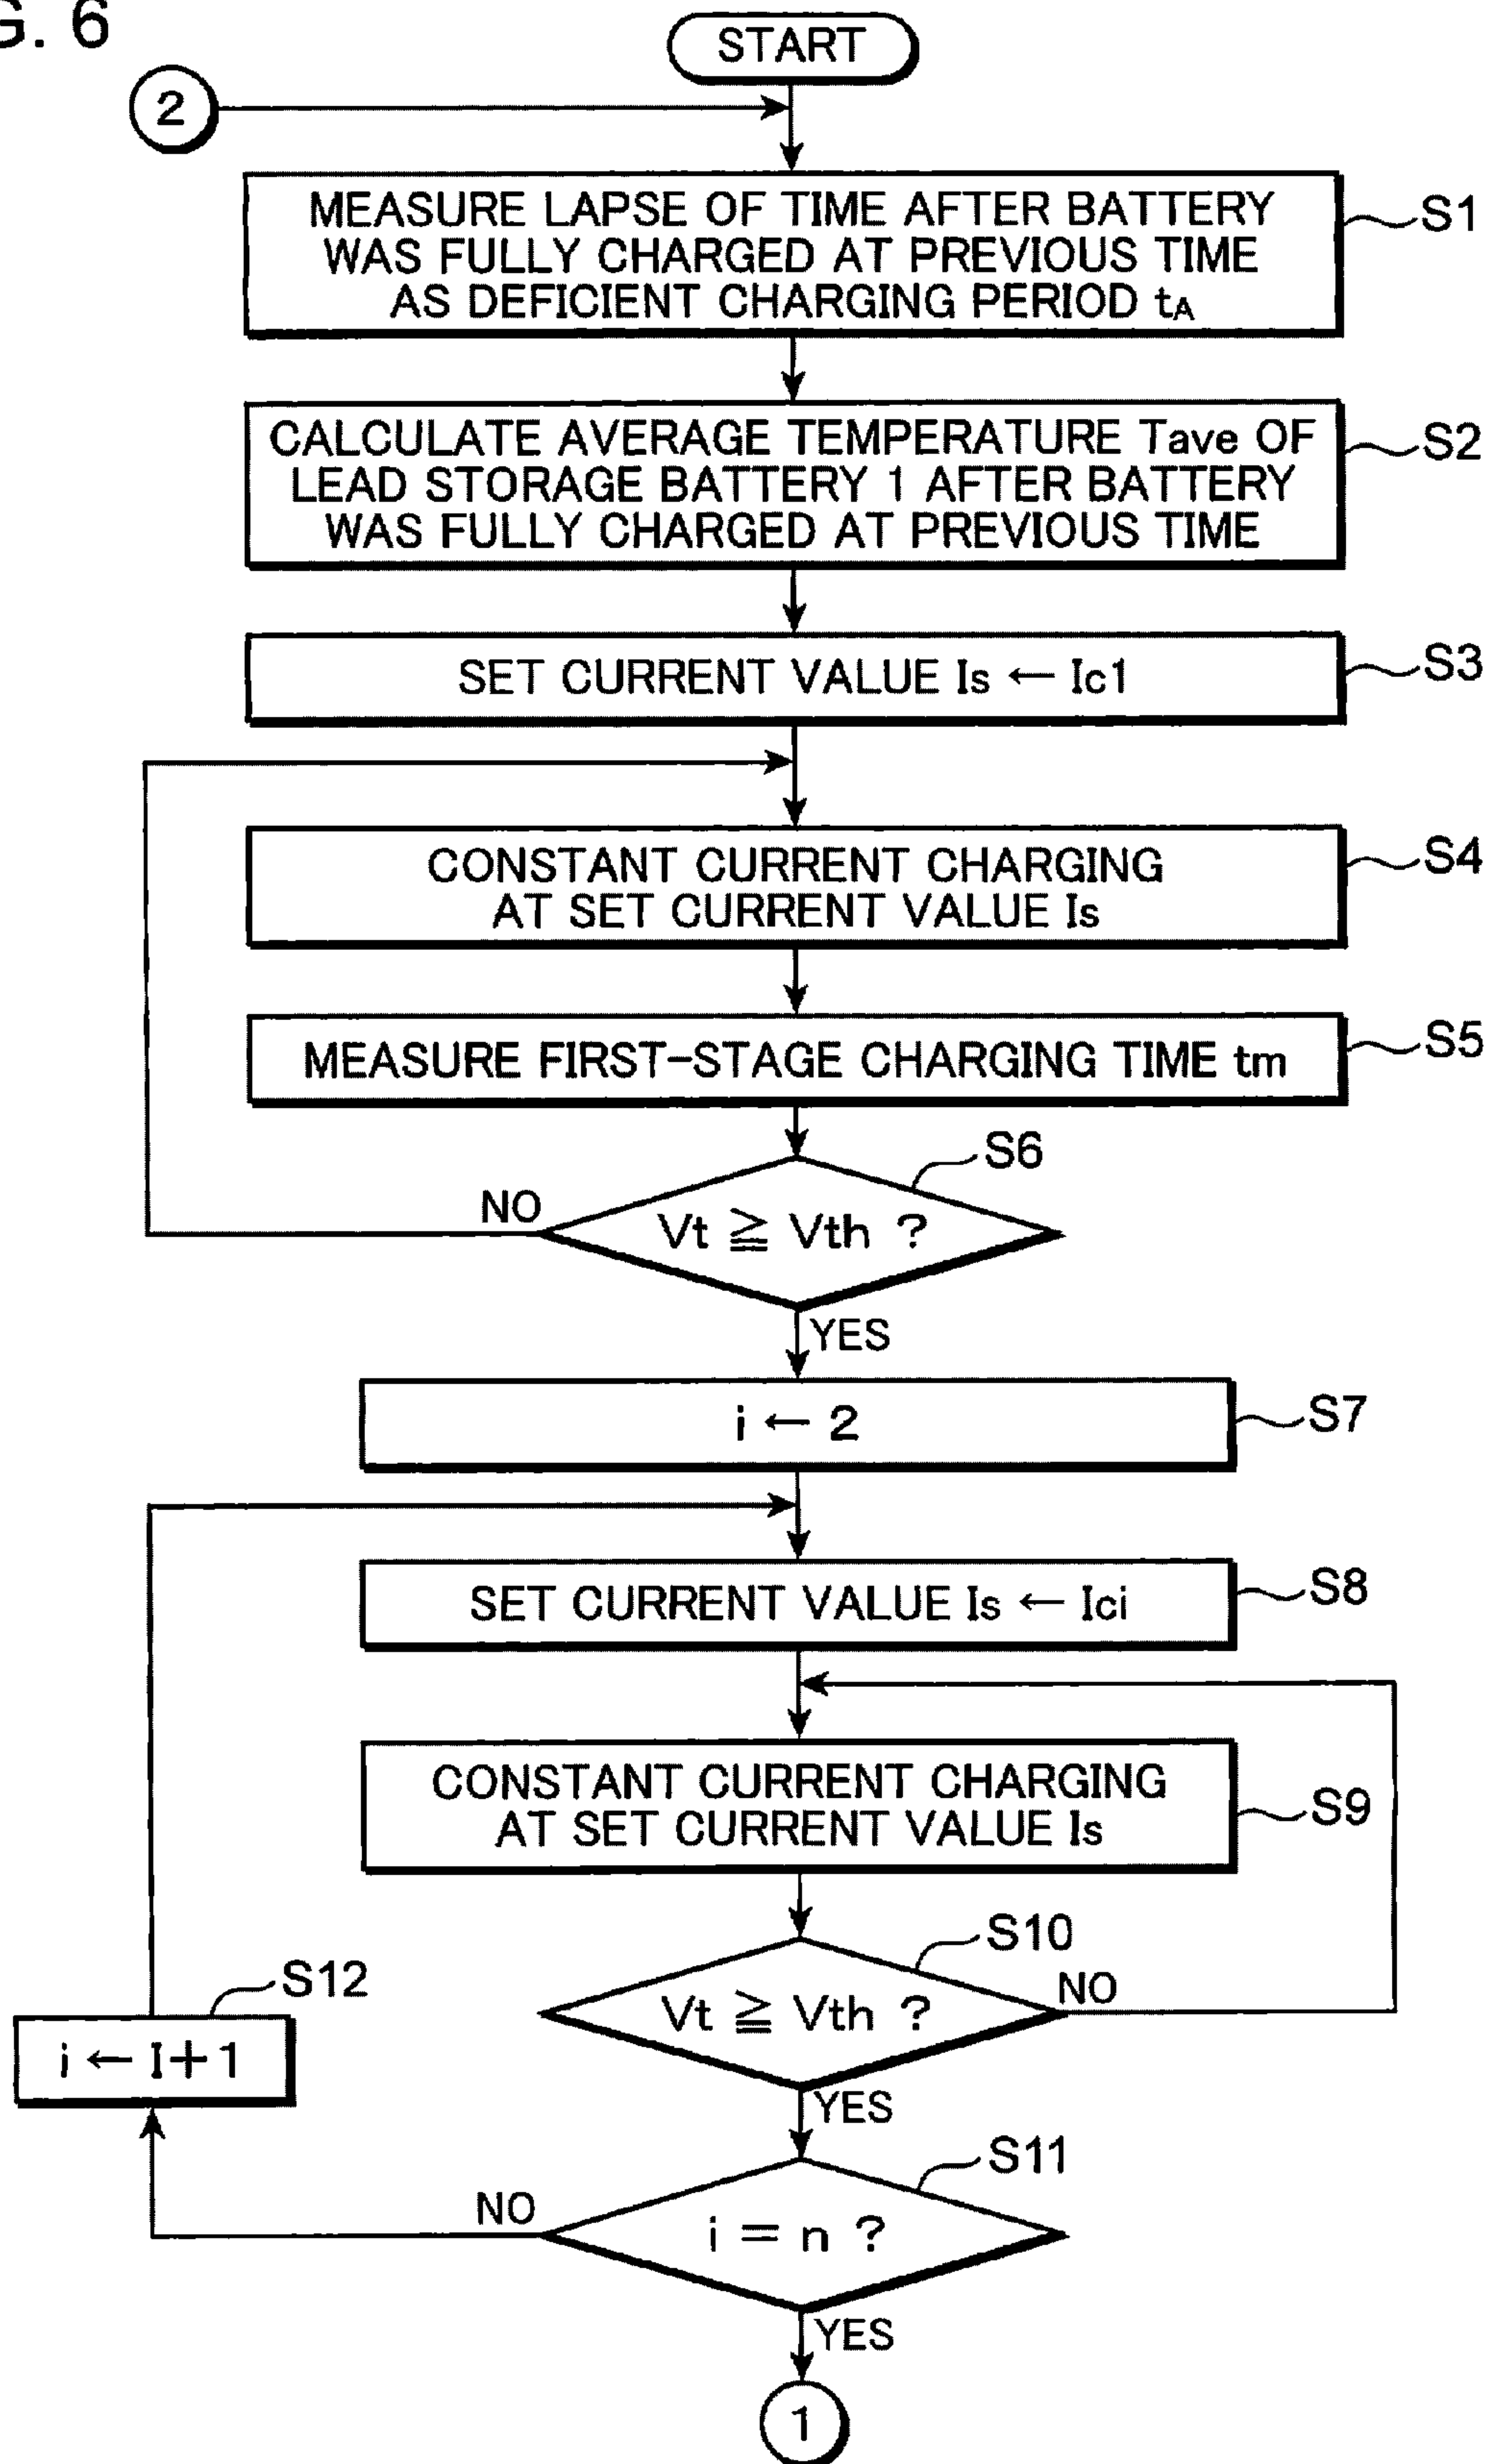 G. 6
START
2
MEASURE LAPSE OF TIME AFTER BATTERY
WAS FULLY CHARGED AT PREVIOUS TIME
AS DEFICIENT CHARGING PERIOD tA
S1
CALCULATE AVERAGE TEMPERATURE Tave OF
LEAD STORAGE BATTERY 1 AFTER BATTERY
WAS FULLY CHARGED AT PREVIOUS TIME
S2
SET CURRENT VALUE Is ← Ic1
S3
CONSTANT CURRENT CHARGING
AT SET CURRENT VALUE Is
S4
MEASURE FIRST-STAGE CHARGING TIME tm
S5
S6
NO
Vt ≧ Vth ?
YES
i ← 2
S7
SET CURRENT VALUE Is ← Ici
S8
CONSTANT CURRENT CHARGING
AT SET CURRENT VALUE Is
S9
S10
Vt ≧ Vth ?
NO
S12
i ← I+1
YES
S11
NO
i = n ?
YES
1